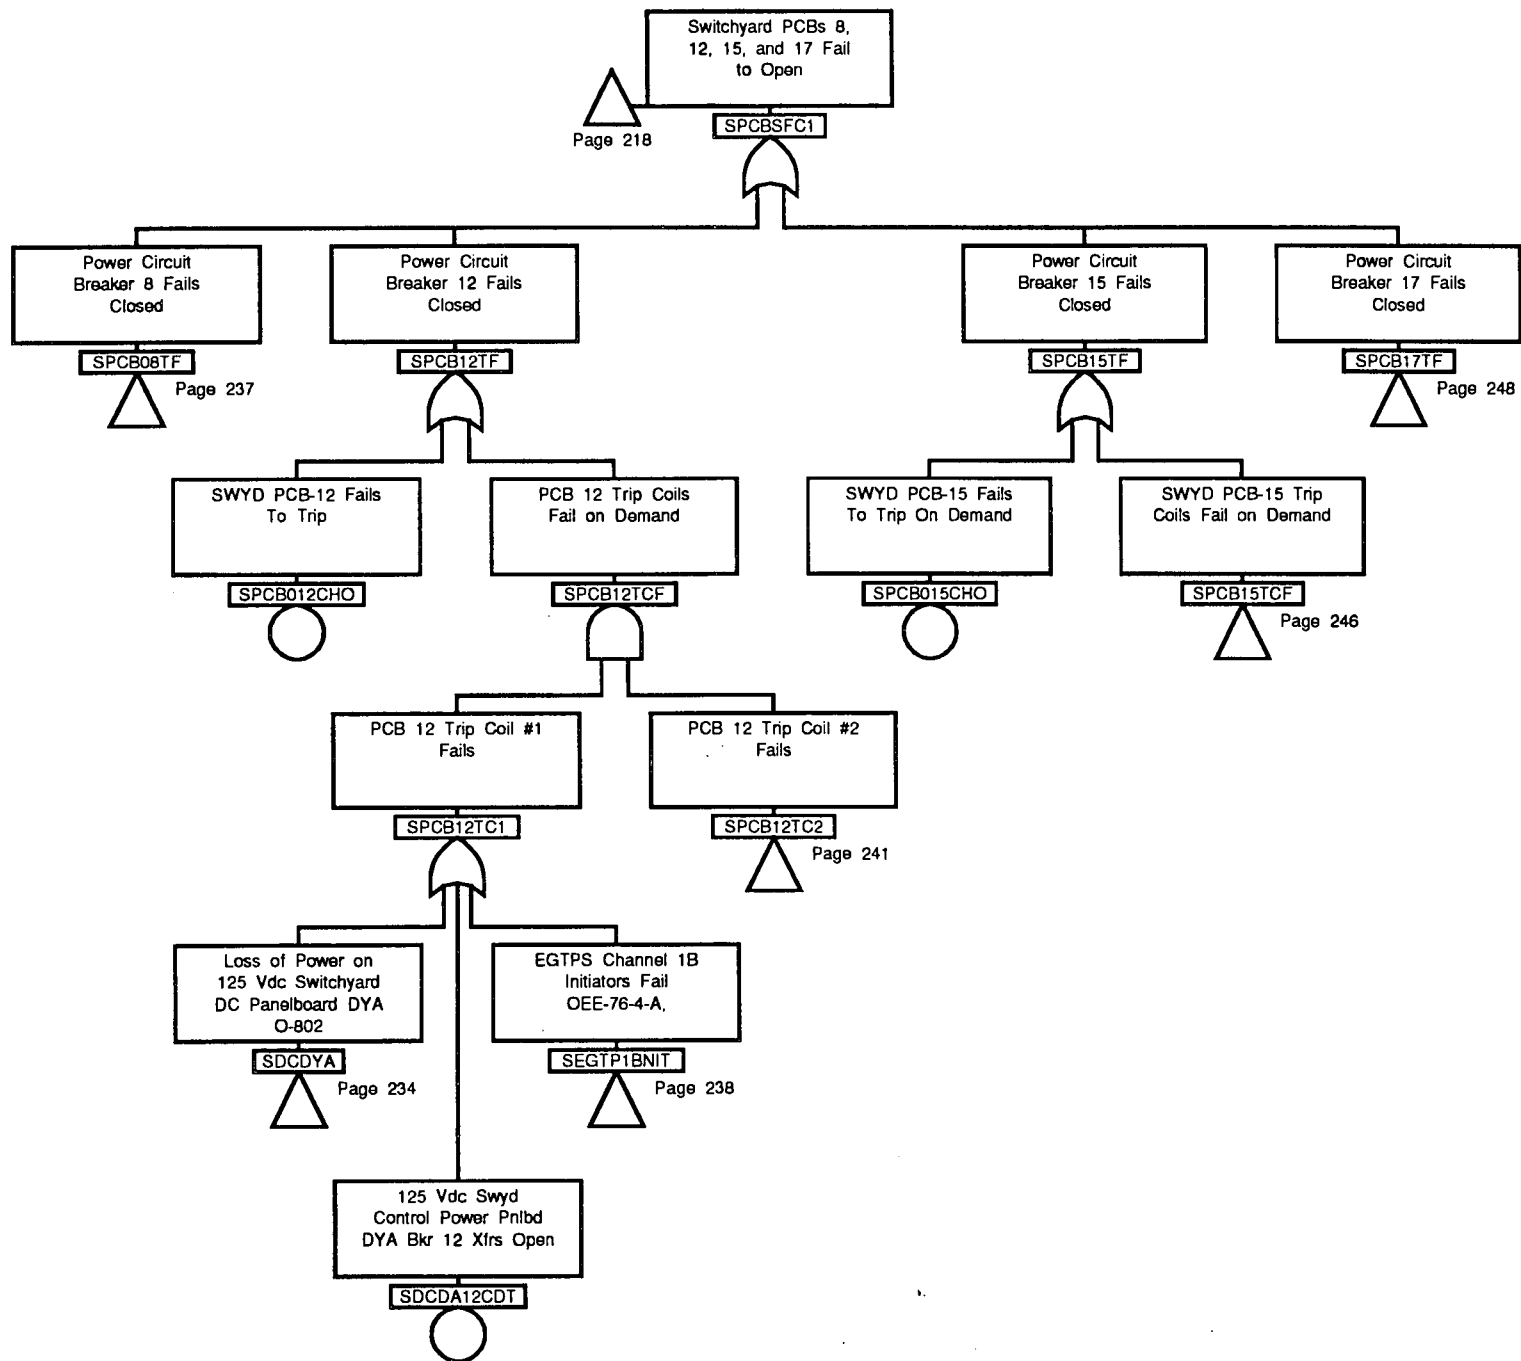 Switchyard PCBs 8,
12, 15, and 17 Fail
to Open
Page 218
SPCBSFC1
Power Circuit
Breaker 8 Fails
Closed
SPCB08TF
Page 237
Power Circuit
Breaker 12 Fails
Closed
SPCB12TF
Power Circuit
Breaker 15 Fails
Closed
SPCB15TF
Power Circuit
Breaker 17 Fails
Closed
SPCB17TF
Page 248
SWYD PCB-12 Fails
To Trip
SPCB012CHO
PCB 12 Trip Coils
Fail on Demand
SPCB12TCF
SWYD PCB-15 Fails
To Trip On Demand
SPCB015CHO
SWYD PCB-15 Trip
Coils Fail on Demand
SPCB15TCF
Page 246
PCB 12 Trip Coil #1
Fails
SPCB12TC1
PCB 12 Trip Coil #2
Fails
SPCB12TC2
Page 241
Loss of Power on
125 Vdc Switchyard
DC Panelboard DYA
O-802
SDCDYA
Page 234
EGTPS Channel 1B
Initiators Fail
OEE-76-4-A,
SEGTP1BNIT
Page 238
125 Vdc Swyd
Control Power Pnlbd
DYA Bkr 12 Xfrs Open
SDCDA12CDT